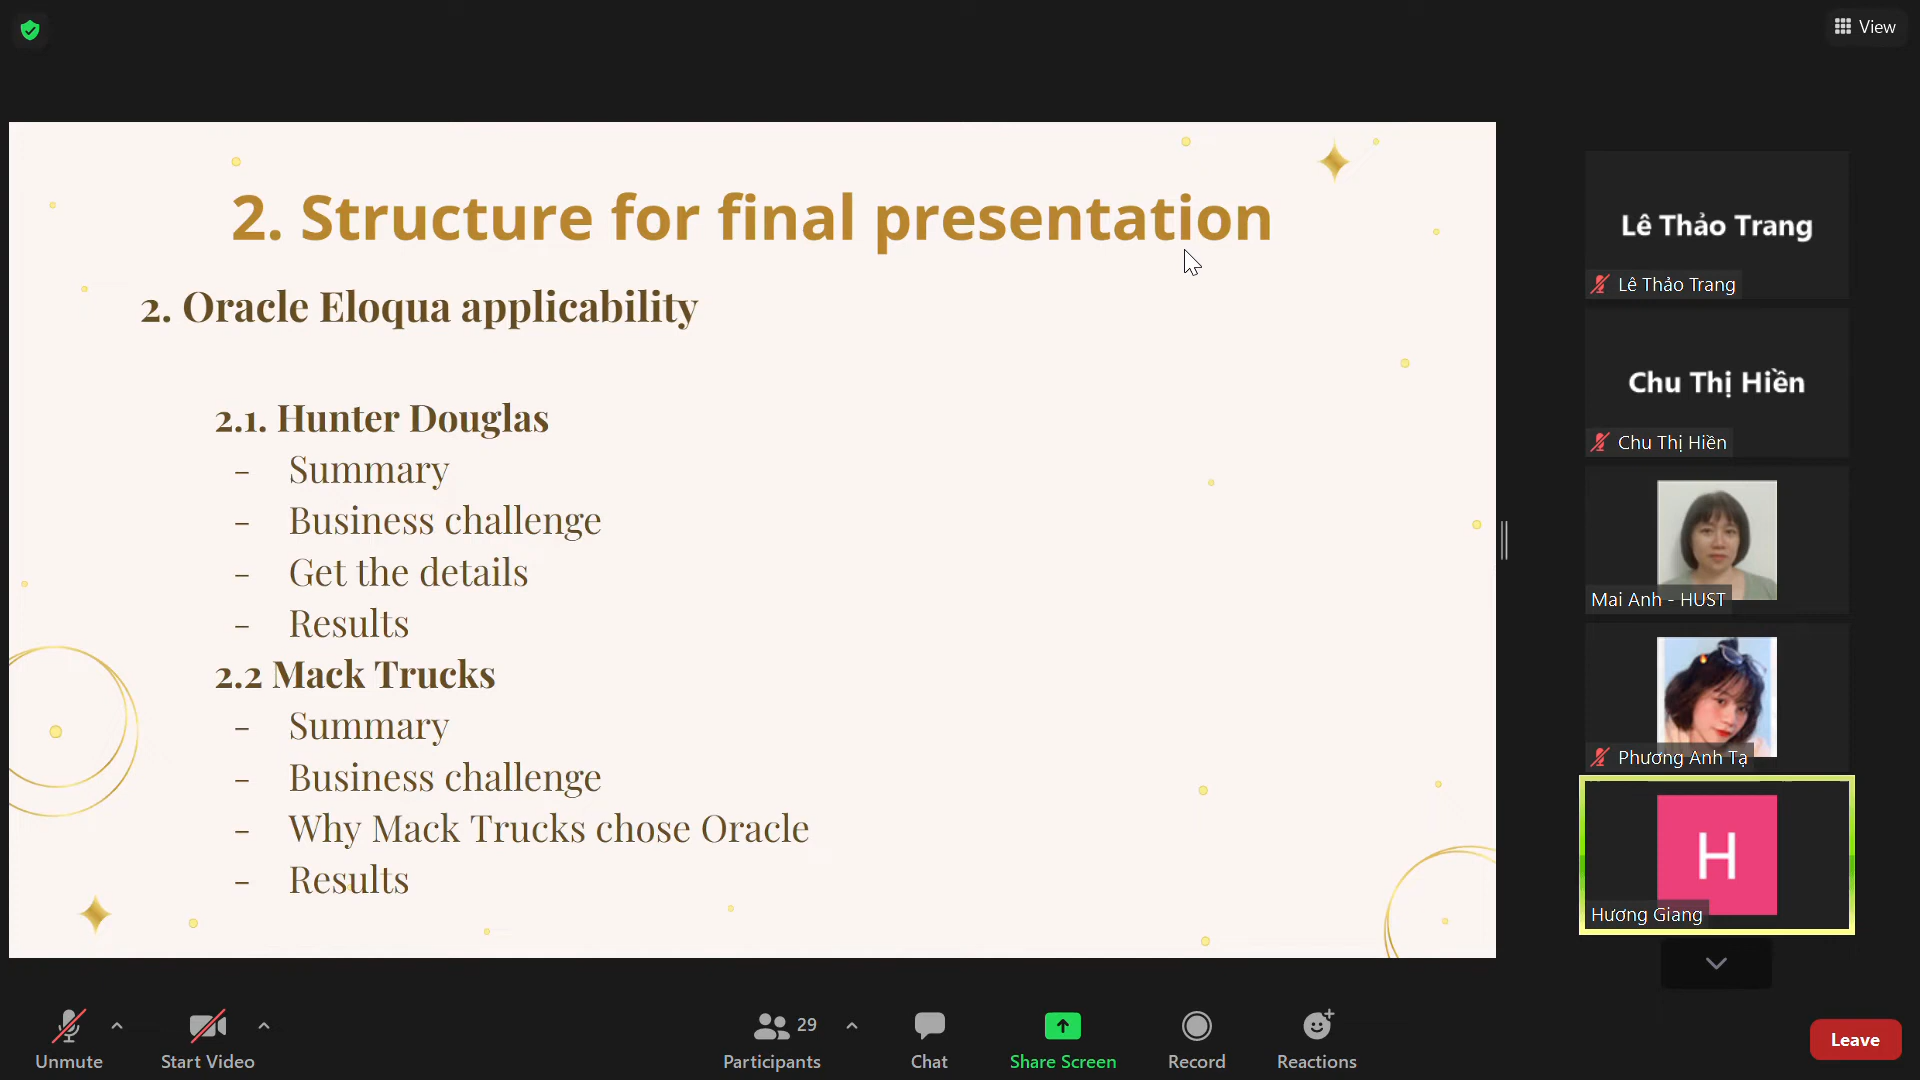 View
2. Structure for final presentation
2. Oracle Eloqua applicability
2.1. Hunter Douglas
- Summary
- Business challenge
- Get the details
- Results
2.2 Mack Trucks
- Summary
- Business challenge
- Why Mack Trucks chose Oracle
- Results
Lê Thảo Trang
Lê Thảo Trang
Chu Thị Hiền
Chu Thị Hiền
Mai Anh - HUST
Phương Anh Tạ
H
Hương Giang
Unmute
Start Video
29
Participants
Chat
Share Screen
Record
Reactions
Leave